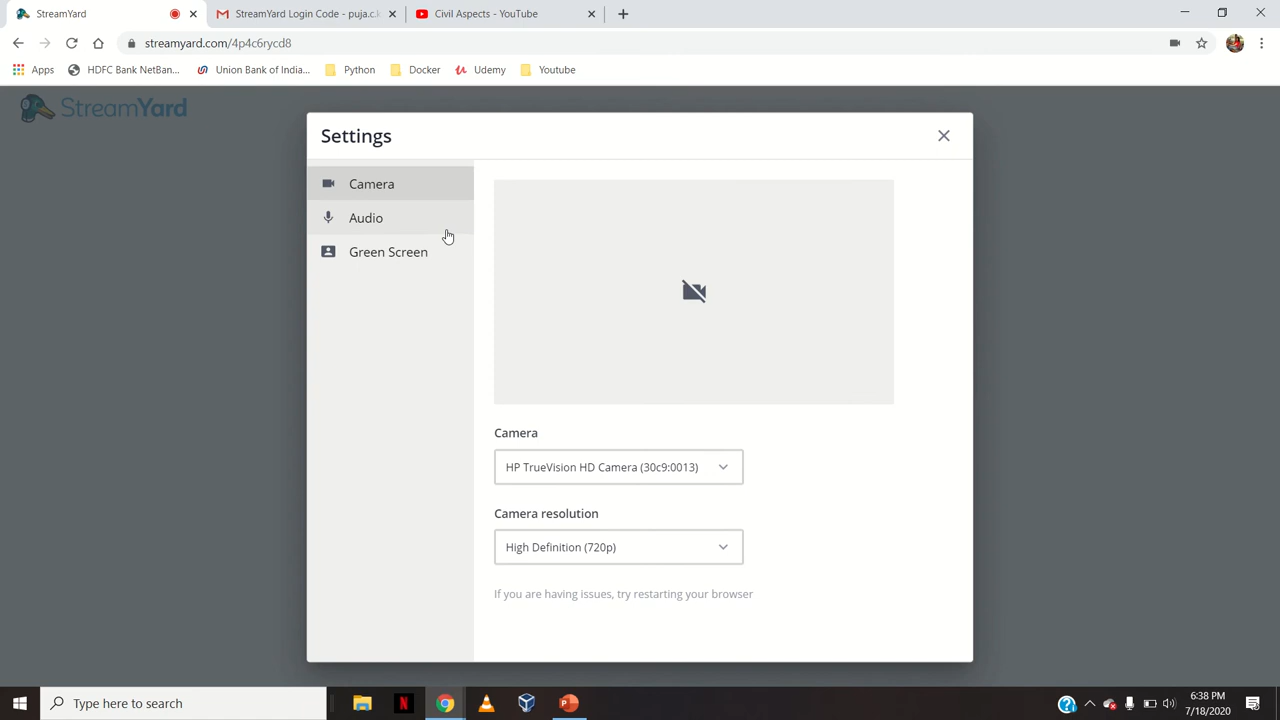 StreamYard
StreamYard Login Code - puja.c.k
Civil Aspects - YouTube
streamyard.com/4p4c6rycd8
Apps
HDFC Bank NetBan...
Union Bank of India...
Python
Docker
Udemy
Youtube
StreamYard
Settings
Camera
Audio
Green Screen
Camera
HP TrueVision HD Camera (30c9:0013)
Camera resolution
High Definition (720p)
If you are having issues, try restarting your browser
Type here to search
6:38 PM
7/18/2020